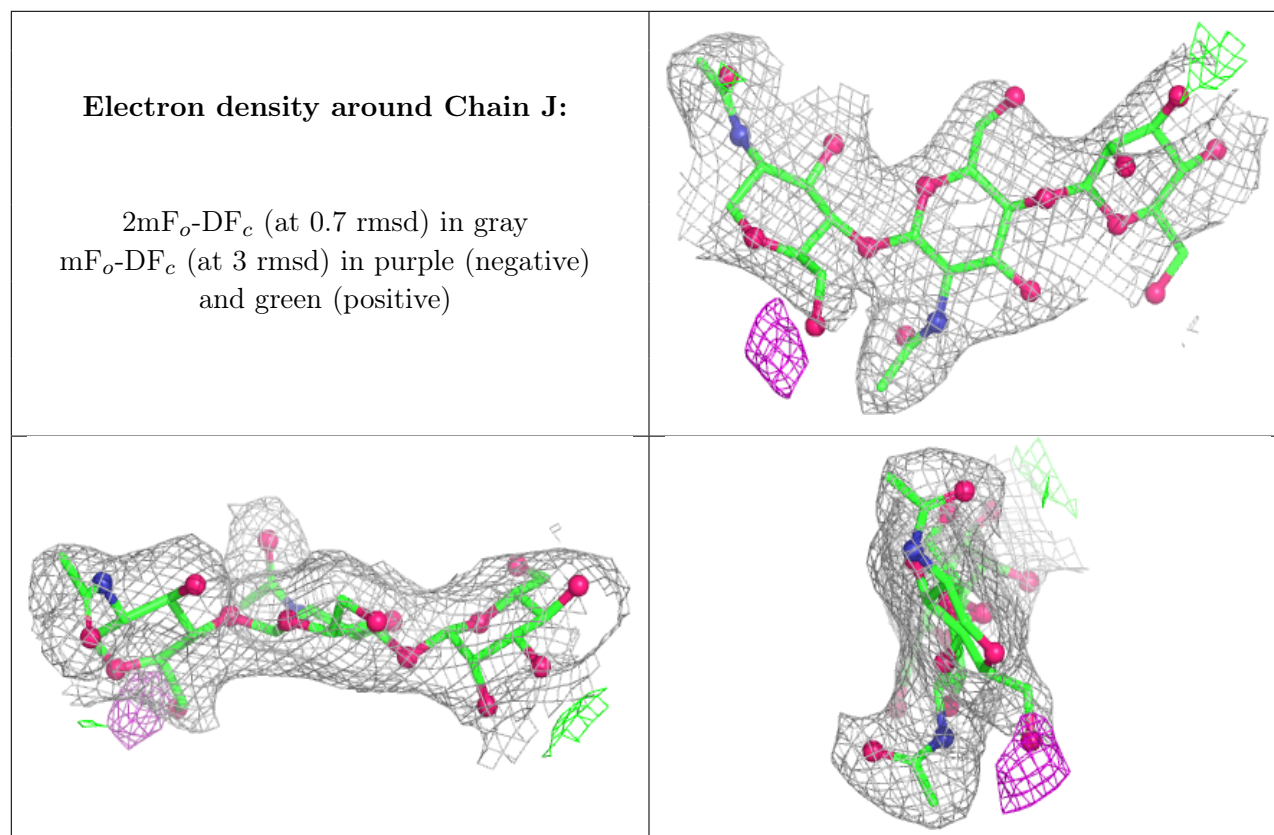 Electron density around Chain J:
2mFₒ-DF𝒸 (at 0.7 rmsd) in gray
mFₒ-DF𝒸 (at 3 rmsd) in purple (negative)
and green (positive)